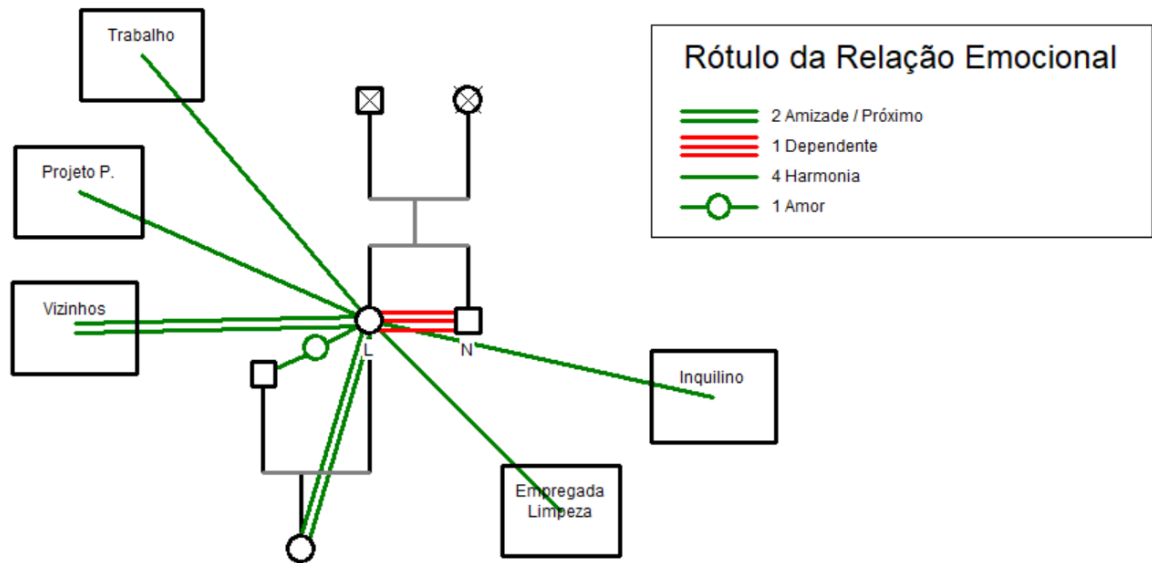 Trabalho
Rótulo da Relação Emocional
2 Amizade / Próximo
1 Dependente
4 Harmonia
1 Amor
Projeto P.
Vizinhos
L
N
Inquilino
Empregada
Limpeza